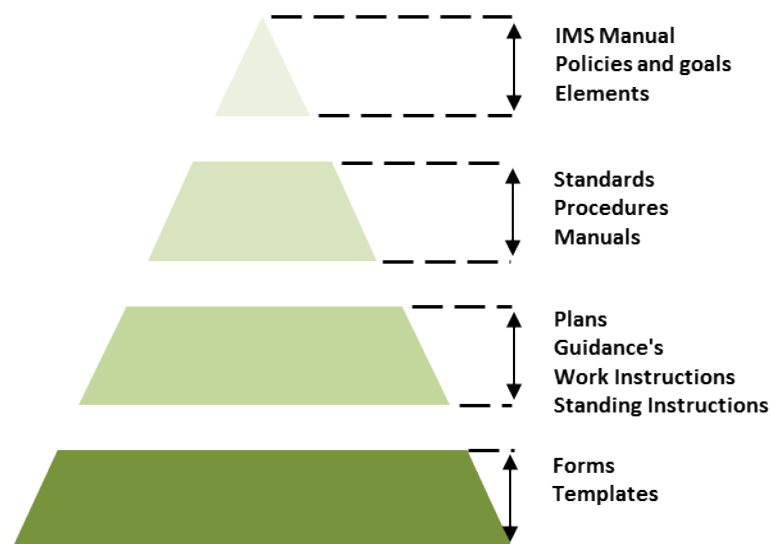 IMS Manual
Policies and goals
Elements
Standards
Procedures
Manuals
Plans
Guidance's
Work Instructions
Standing Instructions
Forms
Templates